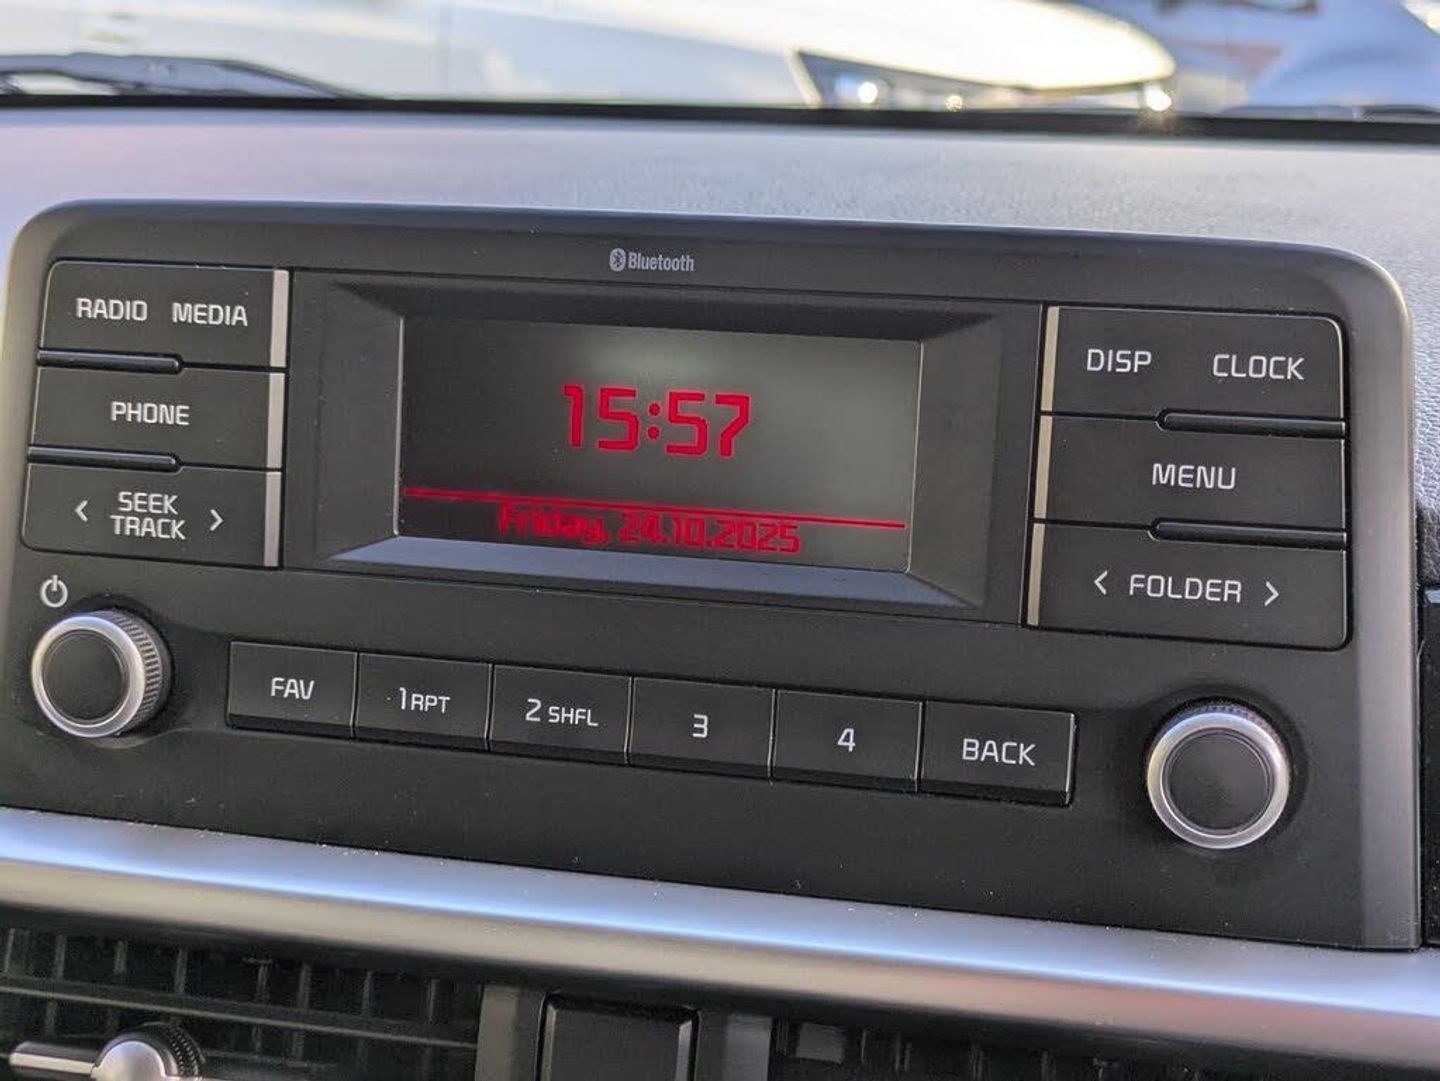 Bluetooth
RADIO MEDIA
PHONE
< SEEK TRACK >
15:57
Friday, 24.10.2025
DISP CLOCK
MENU
< FOLDER >
FAV
1 RPT
2 SHFL
3
4
BACK